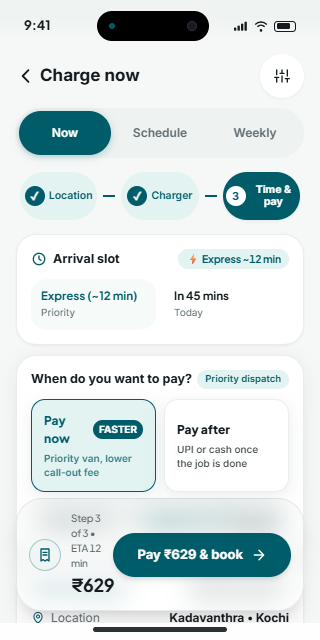 9:41
Charge now
Now
Schedule
Weekly
Location
Charger
3
Time &
pay
Arrival slot
Express ~12 min
Express (~12 min)
Priority
In 45 mins
Today
When do you want to pay?
Priority dispatch
Pay
now
FASTER
Priority van, lower
call-out fee
Pay after
UPI or cash once
the job is done
Step 3
of 3 •
ETA 12
min
₹629
Pay ₹629 & book
Location
Kadavanthra • Kochi